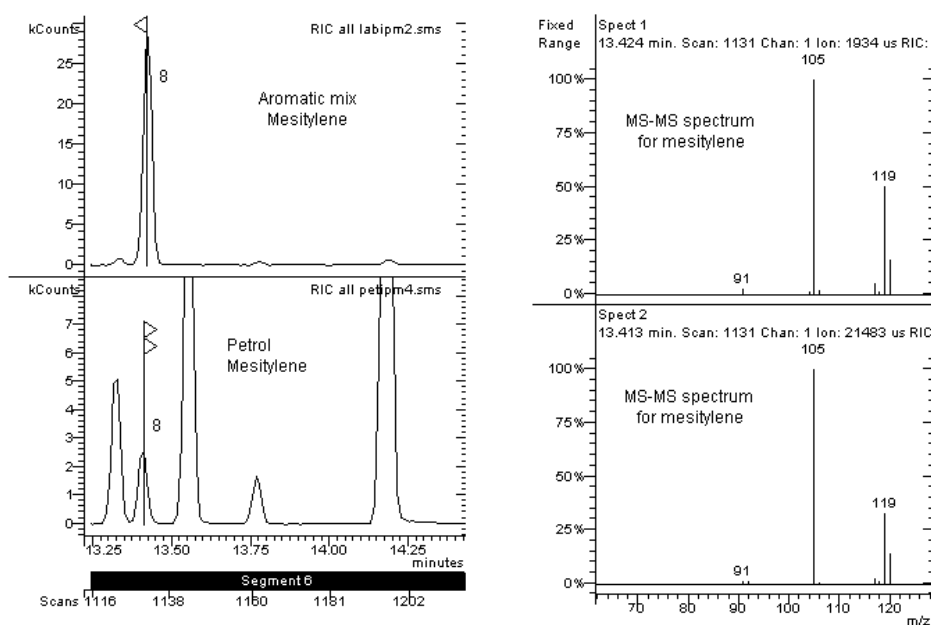 kCounts
RIC all labipm2.sms
25
20
15
10
5
0
8
Aromatic mix
Mesitylene
kCounts
RIC all petipm4.sms
7
6
5
4
3
2
1
0
8
Petrol
Mesitylene
13.25 13.50 13.75 14.00 14.25
minutes
Segment 6
Scans 1116 1138 1160 1181 1202
Fixed
Range
Spect 1
13.424 min. Scan: 1131 Chan: 1 Ion: 1934 us RIC:
105
100%
75%
50%
25%
0%
MS-MS spectrum
for mesitylene
119
91
Spect 2
13.413 min. Scan: 1131 Chan: 1 Ion: 21483 us RIC
105
100%
75%
50%
25%
0%
MS-MS spectrum
for mesitylene
119
91
70 80 90 100 110 120
m/z